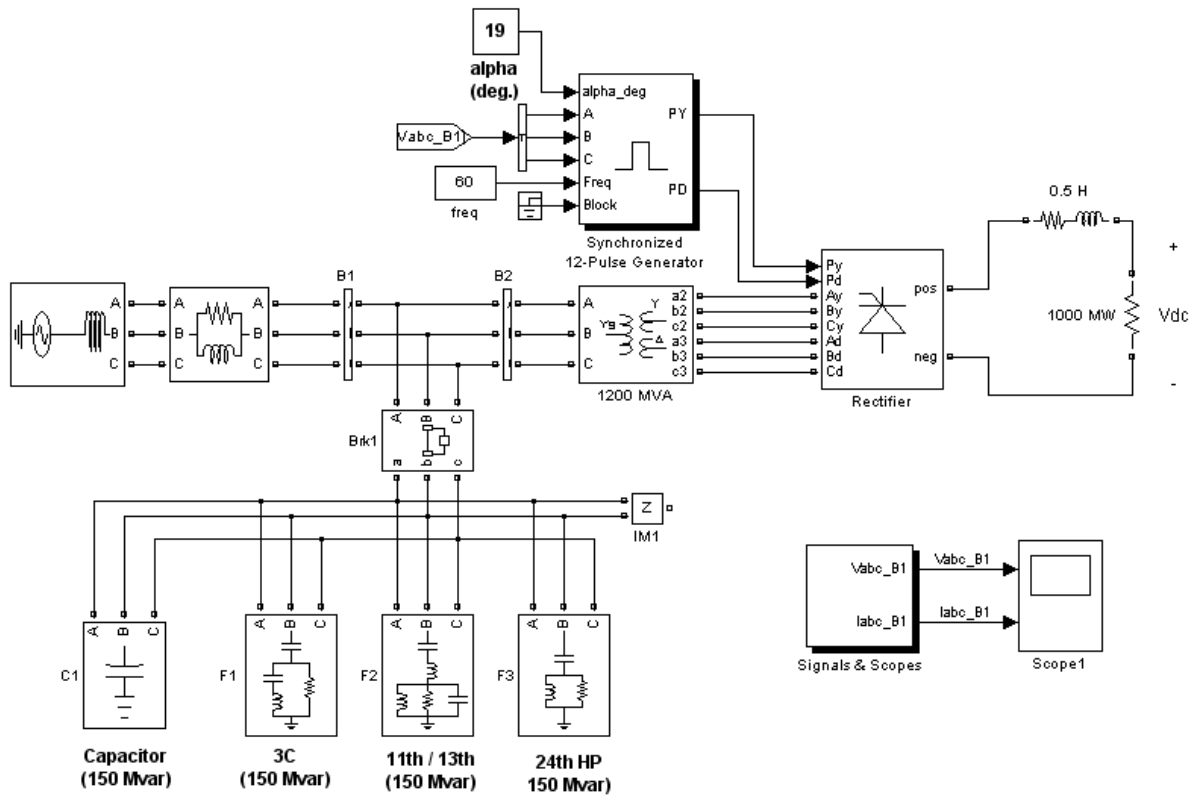 19
alpha
(deg.)
alpha_deg
A
B
C
Freq
Block
PY
PD
Vabc_B1
60
freq
Synchronized
12-Pulse Generator
0.5 H
1000 MW
+
Vdc
-
B1
B2
A
B
C
A
B
C
A
B
C
A
B
C
Yg
Y
Δ
a2
b2
c2
a3
b3
c3
1200 MVA
Py
Pd
Ay
By
Cy
Ad
Bd
Cd
pos
neg
Rectifier
Brk1
A
B
C
a
b
c
Z
IM1
A
B
C
C1
A
B
C
F1
A
B
C
F2
A
B
C
F3
Capacitor
(150 Mvar)
3C
(150 Mvar)
11th / 13th
(150 Mvar)
24th HP
150 Mvar)
Vabc_B1
Iabc_B1
Vabc_B1
Iabc_B1
Signals & Scopes
Scope1